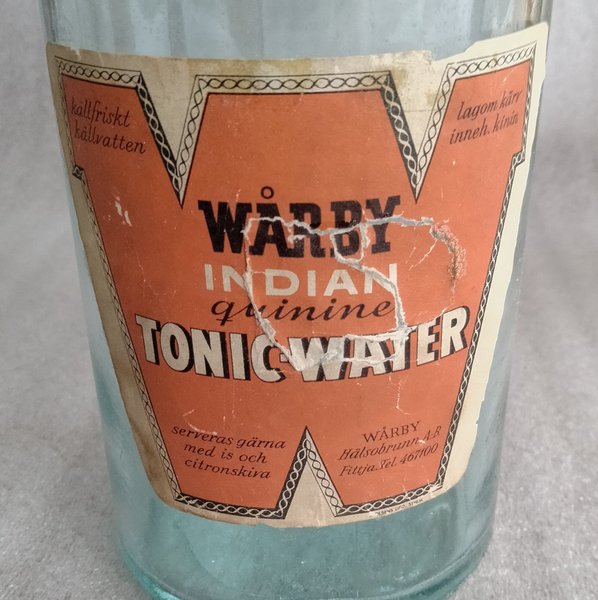 kallfriskt
källvatten
lagom kärv
inneh. kinin
WÅRBY
INDIAN
quinine
TONIC-WATER
serveras gärna
med is och
citronskiva
WÅRBY
Hälsobrunn A-B
Fittja. Tel. 467100